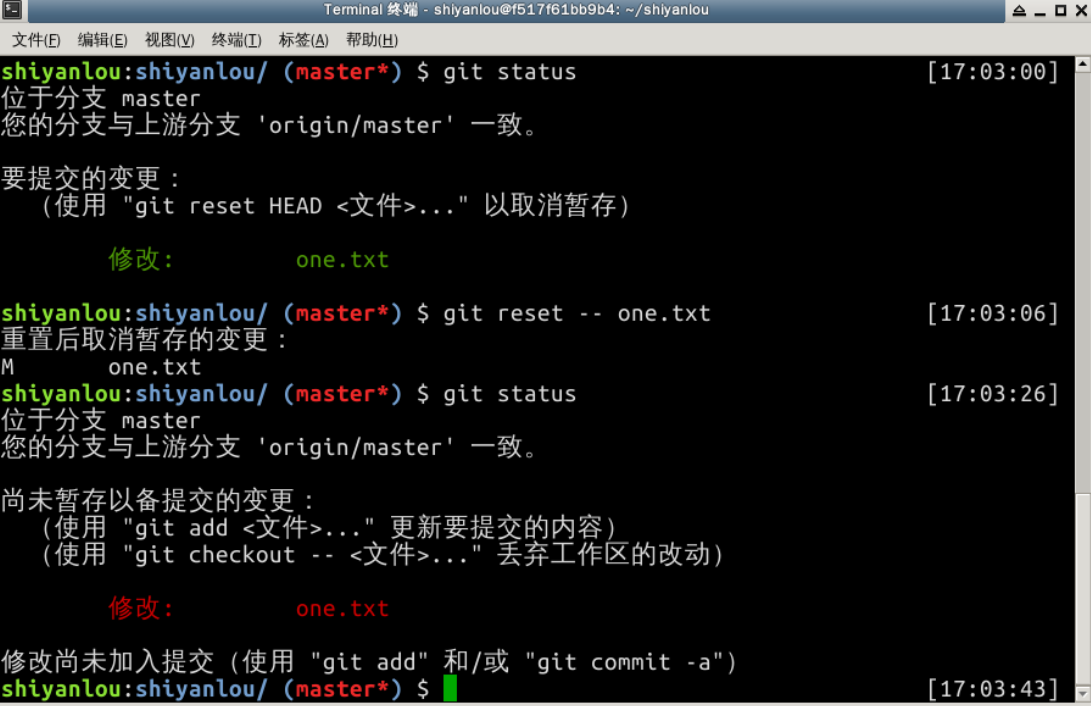 Terminal 终端 - shiyanlou@f517f61bb9b4: ~/shiyanlou
文件(F) 编辑(E) 视图(V) 终端(T) 标签(A) 帮助(H)
shiyanlou:shiyanlou/ (master*) $ git status [17:03:00]
位于分支 master
您的分支与上游分支 'origin/master' 一致。
要提交的变更：
（使用 "git reset HEAD <文件>..." 以取消暂存）
修改: one.txt
shiyanlou:shiyanlou/ (master*) $ git reset -- one.txt [17:03:06]
重置后取消暂存的变更：
M one.txt
shiyanlou:shiyanlou/ (master*) $ git status [17:03:26]
位于分支 master
您的分支与上游分支 'origin/master' 一致。
尚未暂存以备提交的变更：
（使用 "git add <文件>..." 更新要提交的内容）
（使用 "git checkout -- <文件>..." 丢弃工作区的改动）
修改: one.txt
修改尚未加入提交（使用 "git add" 和/或 "git commit -a"）
shiyanlou:shiyanlou/ (master*) $ [17:03:43]